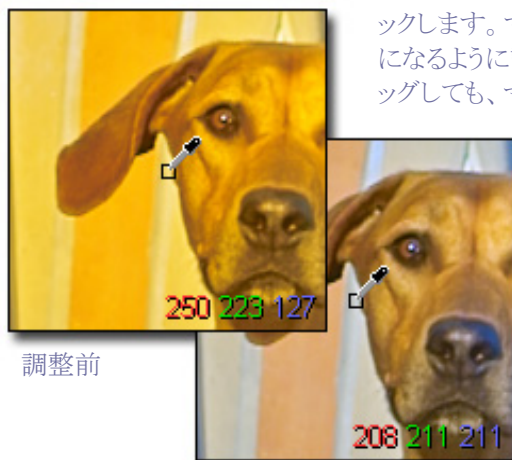 ックします。
になるように
ッグしても、
250 223 127
調整前
208 211 211